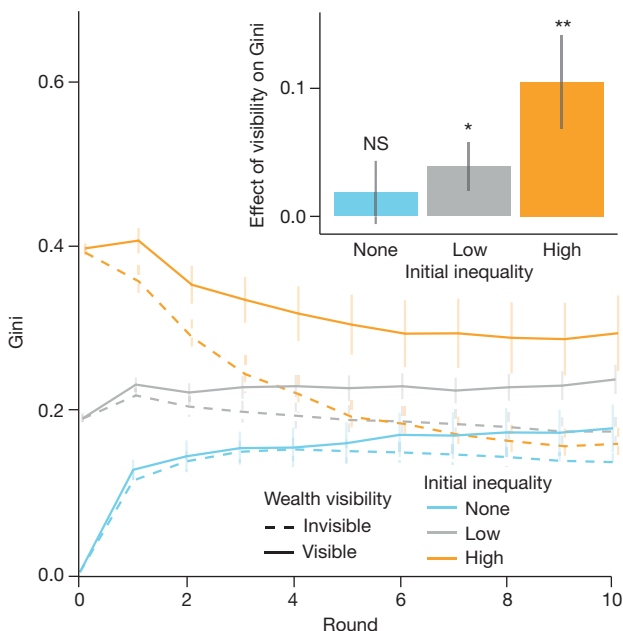 Effect of visibility on Gini
0.1
0.0
NS
*
**
None Low High
Initial inequality
Gini
0.6
0.4
0.2
0.0
Wealth visibility
Invisible
Visible
Initial inequality
None
Low
High
0 2 4 6 8 10
Round